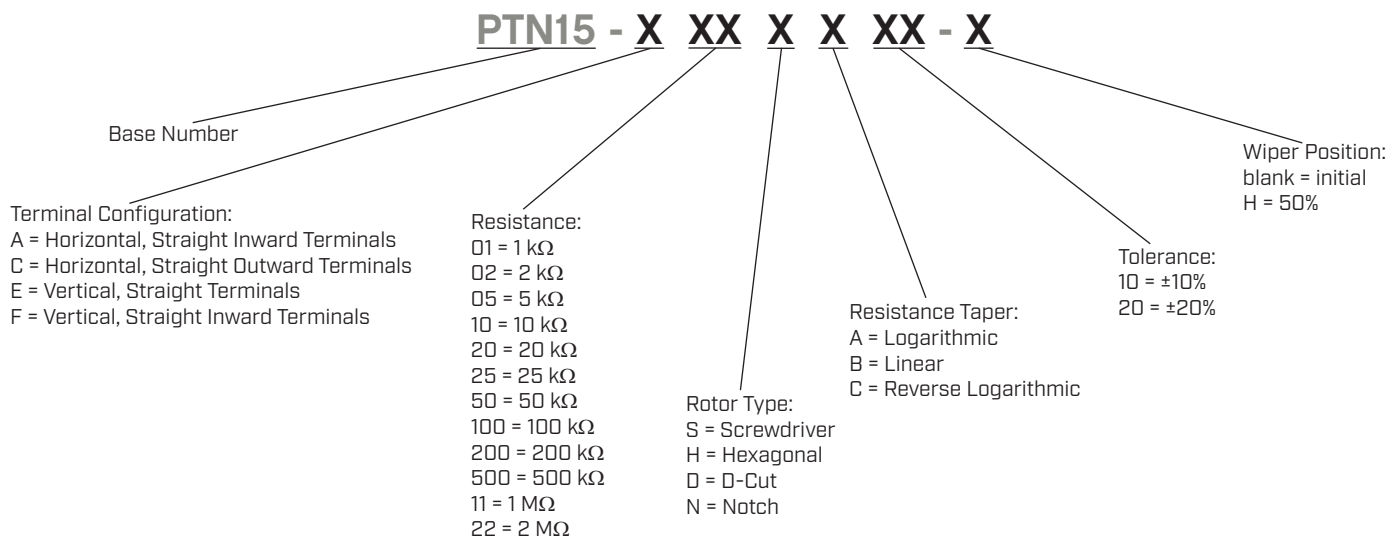 PTN15 - X XX X X XX - X
Base Number
Terminal Configuration:
A = Horizontal, Straight Inward Terminals
C = Horizontal, Straight Outward Terminals
E = Vertical, Straight Terminals
F = Vertical, Straight Inward Terminals
Resistance:
01 = 1 kΩ
02 = 2 kΩ
05 = 5 kΩ
10 = 10 kΩ
20 = 20 kΩ
25 = 25 kΩ
50 = 50 kΩ
100 = 100 kΩ
200 = 200 kΩ
500 = 500 kΩ
11 = 1 MΩ
22 = 2 MΩ
Rotor Type:
S = Screwdriver
H = Hexagonal
D = D-Cut
N = Notch
Resistance Taper:
A = Logarithmic
B = Linear
C = Reverse Logarithmic
Tolerance:
10 = ±10%
20 = ±20%
Wiper Position:
blank = initial
H = 50%